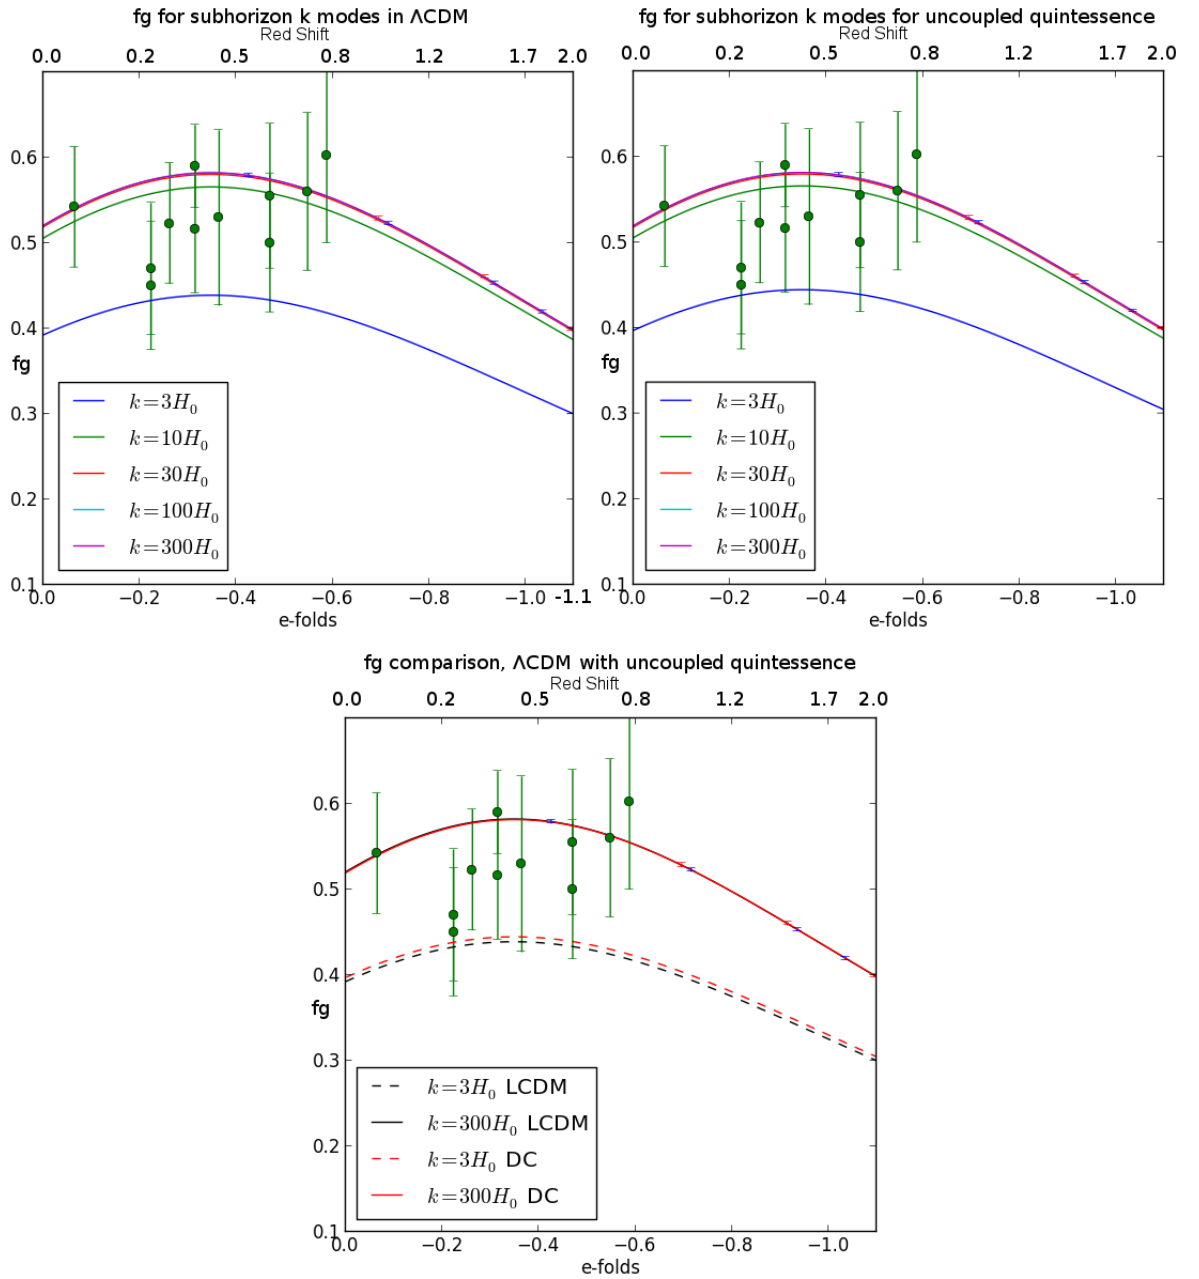 fg for subhorizon k modes in ΛCDM
Red Shift
0.0 0.2 0.5 0.8 1.2 1.7 2.0
0.6
0.5
0.4
fg
0.3
0.2
0.1
k=3H₀
k=10H₀
k=30H₀
k=100H₀
k=300H₀
0.0 −0.2 −0.4 −0.6 −0.8 −1.0 -1.1
e-folds
fg for subhorizon k modes for uncoupled quintessence
Red Shift
0.0 0.2 0.5 0.8 1.2 1.7 2.0
0.6
0.5
0.4
fg
0.3
0.2
0.1
k=3H₀
k=10H₀
k=30H₀
k=100H₀
k=300H₀
0.0 −0.2 −0.4 −0.6 −0.8 −1.0
e-folds
fg comparison, ΛCDM with uncoupled quintessence
Red Shift
0.0 0.2 0.5 0.8 1.2 1.7 2.0
0.6
0.5
0.4
fg
0.3
0.2
0.1
k=3H₀ LCDM
k=300H₀ LCDM
k=3H₀ DC
k=300H₀ DC
0.0 −0.2 −0.4 −0.6 −0.8 −1.0
e-folds